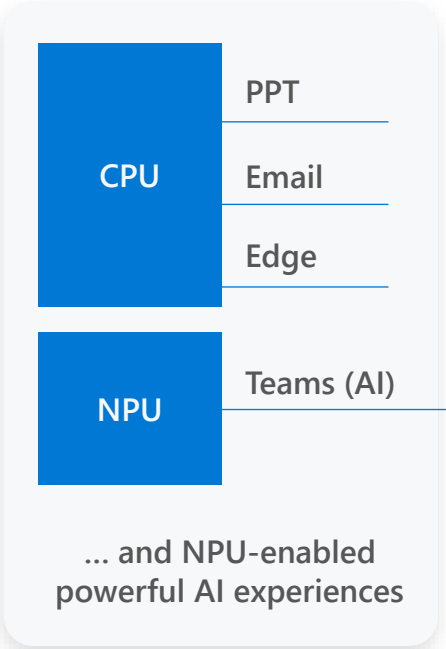 CPU
PPT
Email
Edge
NPU
Teams (AI)
... and NPU-enabled
powerful AI experiences